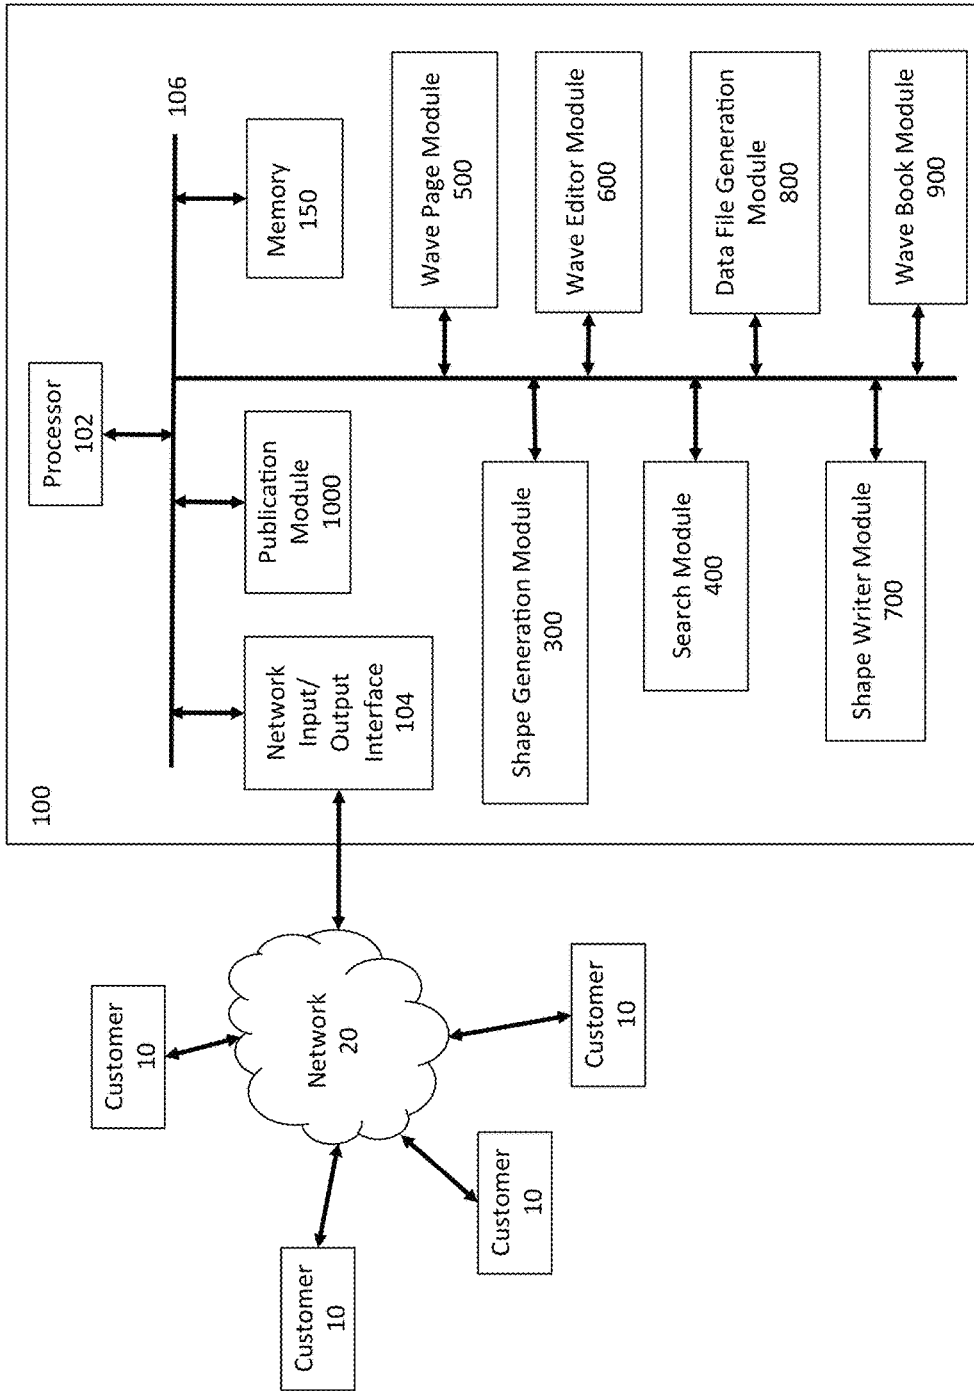 100
106
Processor
102
Network
Input/
Output
Interface
104
Publication
Module
1000
Memory
150
Shape Generation Module
300
Wave Page Module
500
Search Module
400
Wave Editor Module
600
Shape Writer Module
700
Data File Generation
Module
800
Wave Book Module
900
Customer
10
Network
20
Customer
10
Customer
10
Customer
10